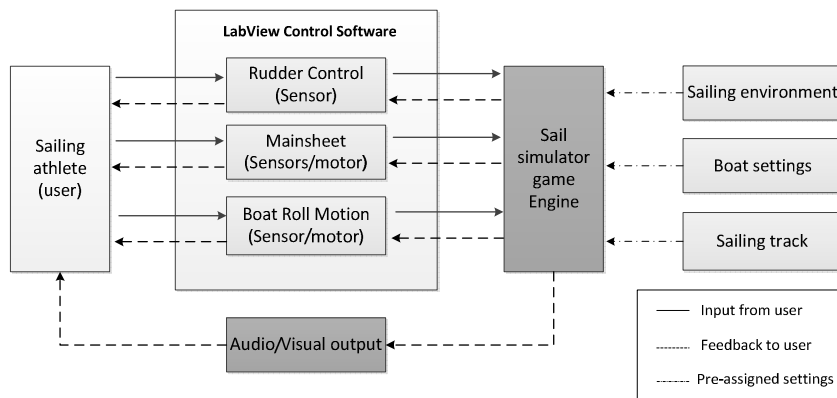 LabView Control Software
Rudder Control
(Sensor)
Mainsheet
(Sensors/motor)
Boat Roll Motion
(Sensor/motor)
Sailing
athlete
(user)
Sail
simulator
game
Engine
Sailing environment
Boat settings
Sailing track
Audio/Visual output
Input from user
Feedback to user
Pre-assigned settings